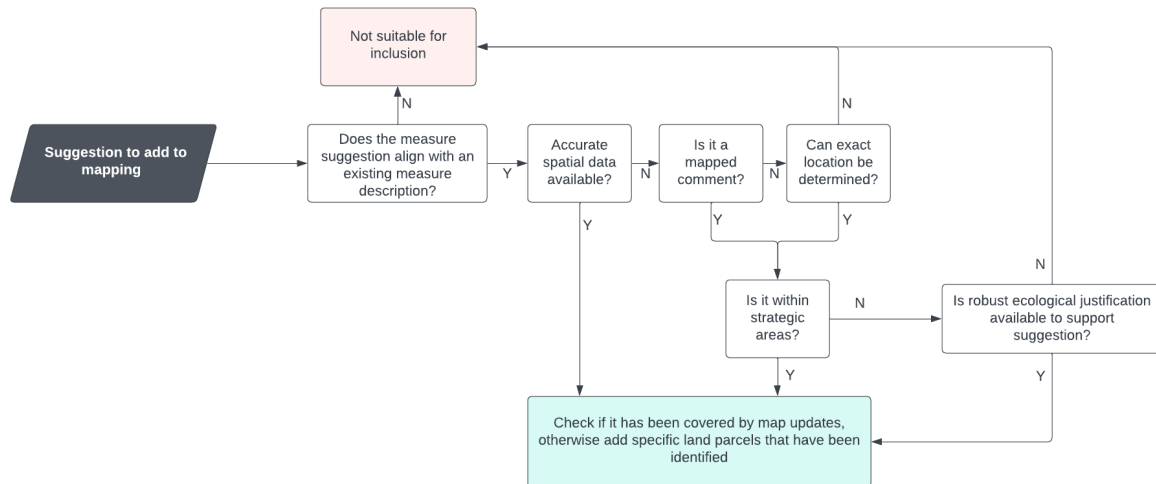 Not suitable for
inclusion
N
N
Suggestion to add to
mapping
Does the measure
suggestion align with an
existing measure
description?
Y
Accurate
spatial data
available?
N
Is it a
mapped
comment?
N
Can exact
location be
determined?
Y
Y
Y
N
Is it within
strategic
areas?
N
Is robust ecological justification
available to support
suggestion?
Y
Y
Check if it has been covered by map updates,
otherwise add specific land parcels that have been
identified